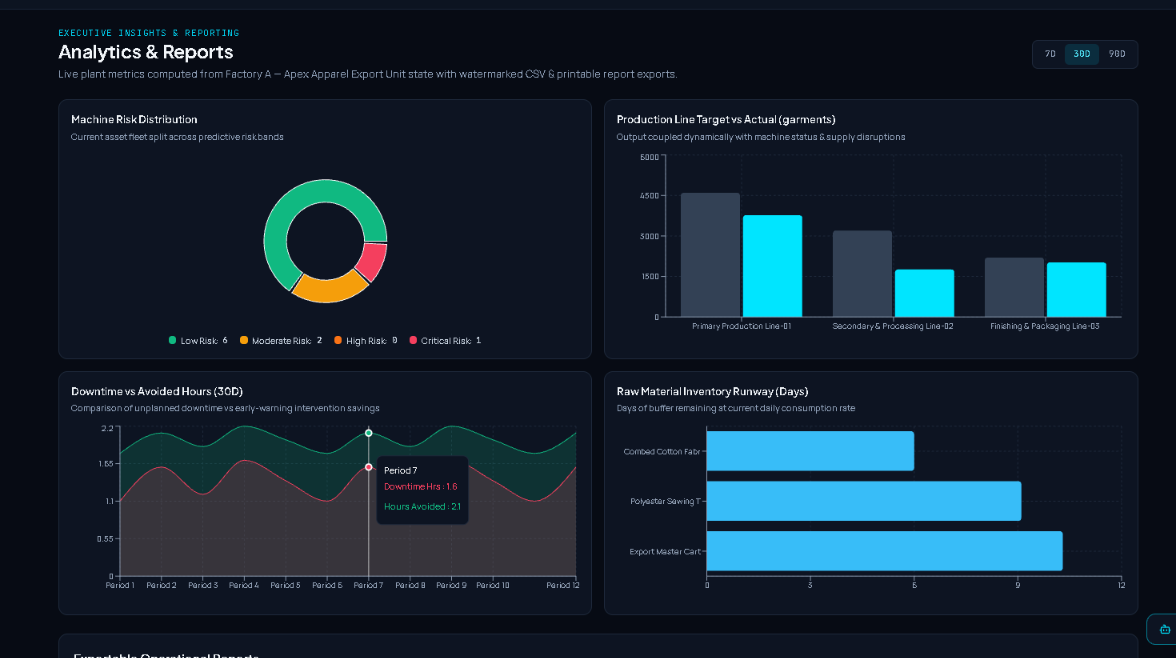 EXECUTIVE INSIGHTS & REPORTING
Analytics & Reports
Live plant metrics computed from Factory A — Apex Apparel Export Unit state with watermarked CSV & printable report exports.
7D 30D 90D
Machine Risk Distribution
Current asset fleet split across predictive risk bands
Low Risk: 6 Moderate Risk: 2 High Risk: 0 Critical Risk: 1
Production Line Target vs Actual (garments)
Output coupled dynamically with machine status & supply disruptions
6000
4500
3000
1500
0
Primary Production Line-01 Secondary & Processing Line-02 Finishing & Packaging Line-03
Downtime vs Avoided Hours (30D)
Comparison of unplanned downtime vs early-warning intervention savings
2.2
1.65
1.1
0.55
0
Period 7
Downtime Hrs : 1.6
Hours Avoided : 2.1
Period 1 Period 2 Period 3 Period 4 Period 5 Period 6 Period 7 Period 8 Period 9 Period 10 Period 12
Raw Material Inventory Runway (Days)
Days of buffer remaining at current daily consumption rate
Combed Cotton Fabr
Polyester Sewing T
Export Master Cart
0 3 6 9 12
Exportable Operational Reports